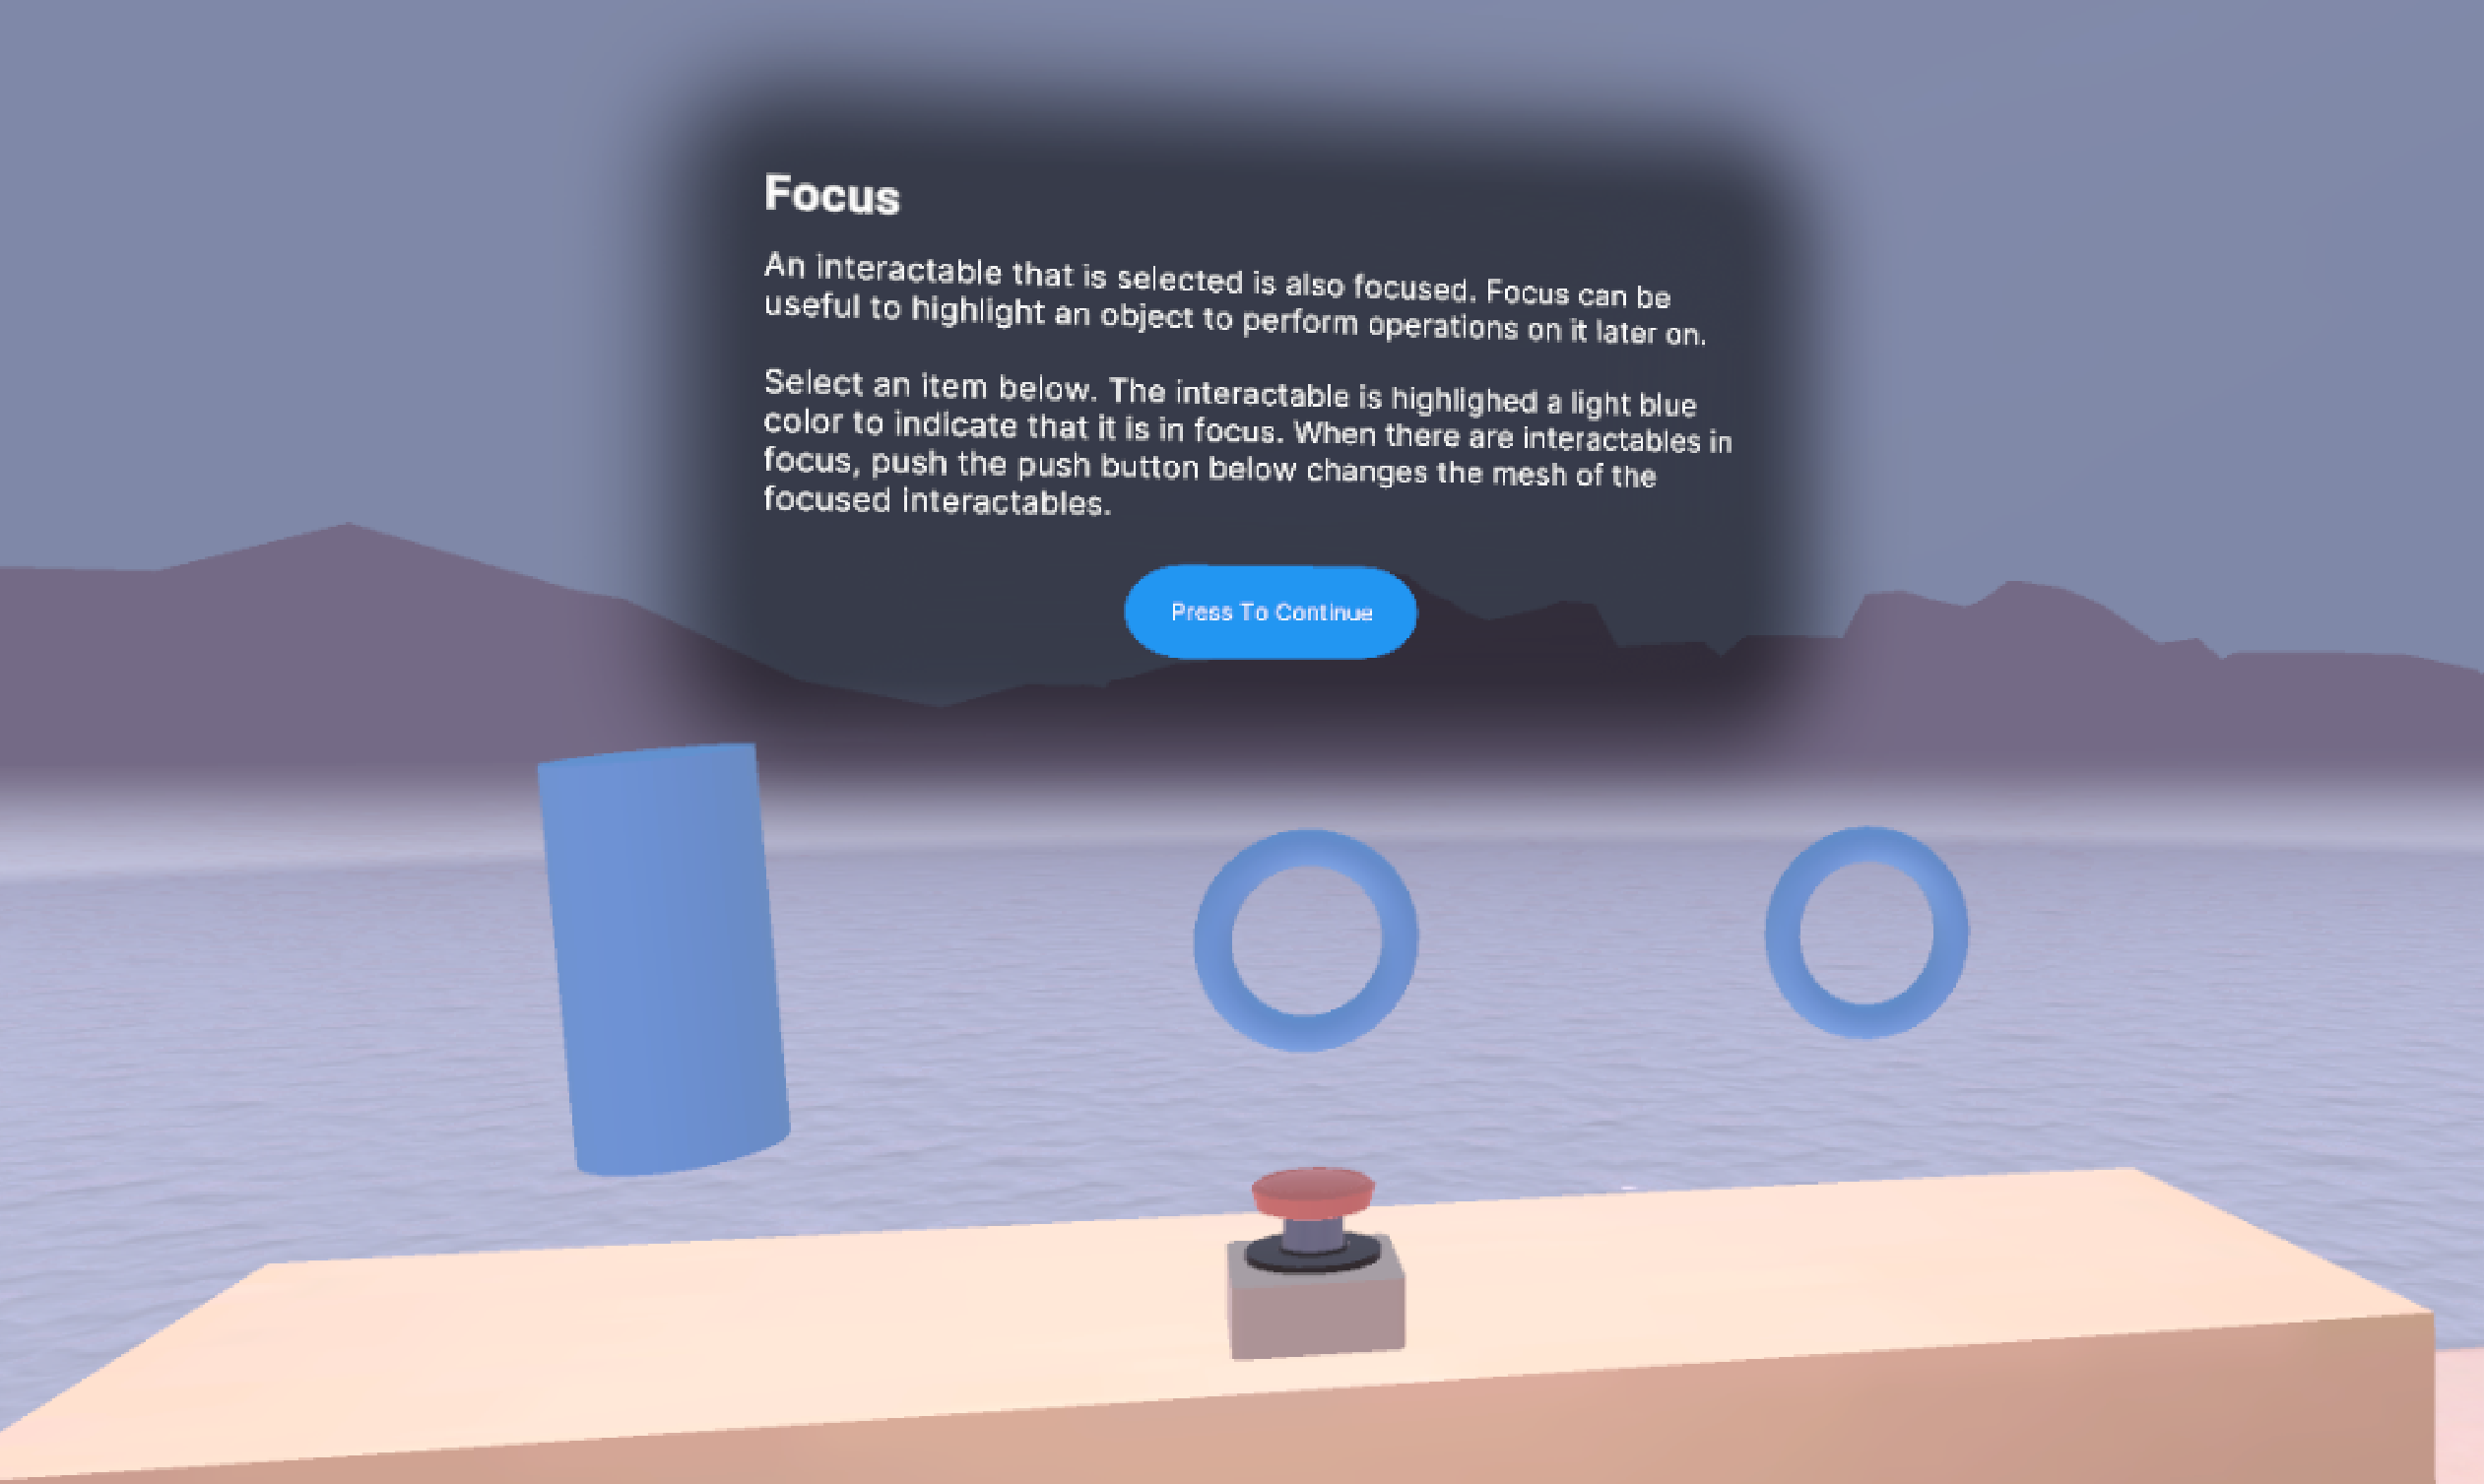 Focus
An interactable that is selected is also focused. Focus can be
useful to highlight an object to perform operations on it later on.
Select an item below. The interactable is highlighed a light blue
color to indicate that it is in focus. When there are interactables in
focus, push the push button below changes the mesh of the
focused interactables.
Press To Continue